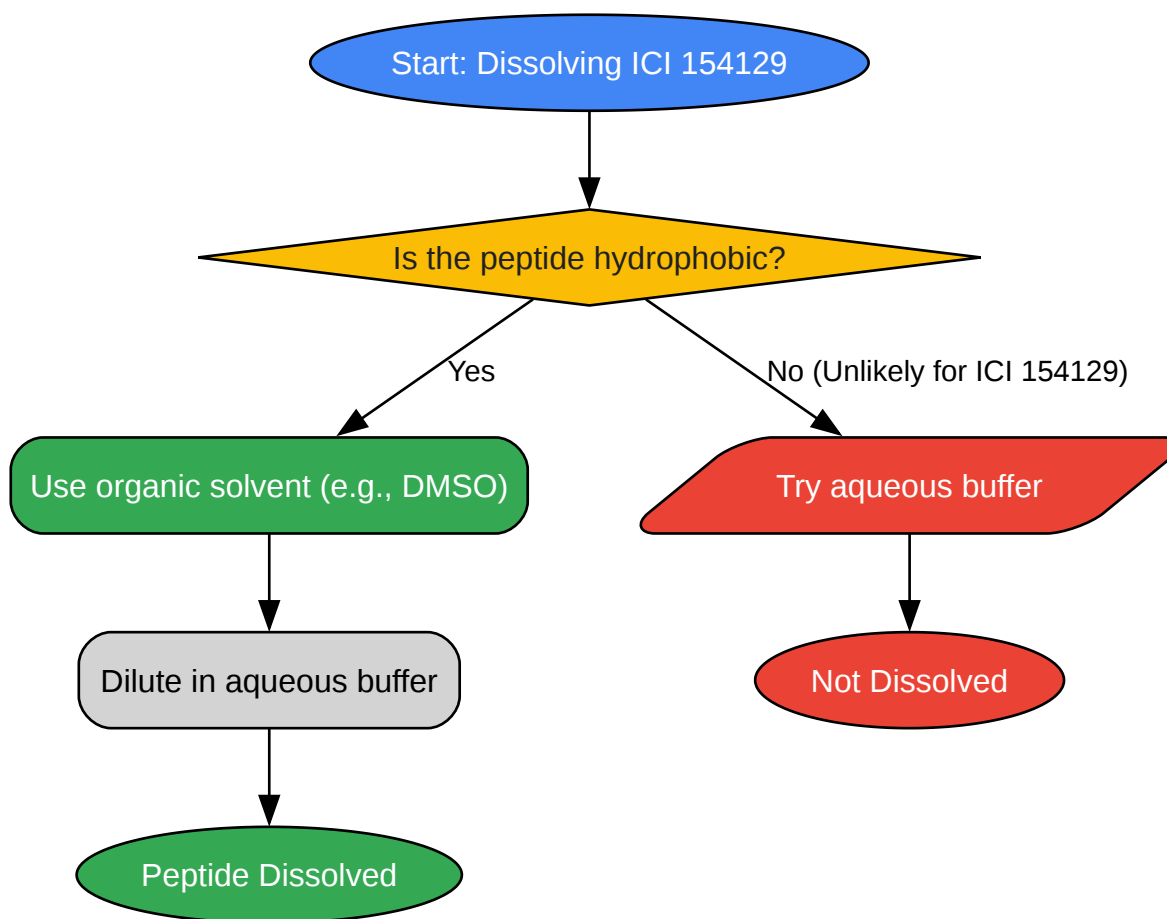 Start: Dissolving ICI 154129
Is the peptide hydrophobic?
Yes
No (Unlikely for ICI 154129)
Use organic solvent (e.g., DMSO)
Try aqueous buffer
Dilute in aqueous buffer
Not Dissolved
Peptide Dissolved